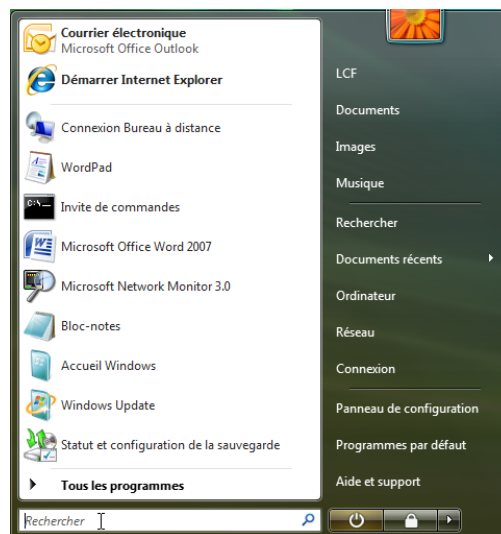 Courrier électronique
Microsoft Office Outlook
Démarrer Internet Explorer
Connexion Bureau à distance
WordPad
C:\
Invite de commandes
Microsoft Office Word 2007
Microsoft Network Monitor 3.0
Bloc-notes
Accueil Windows
Windows Update
Statut et configuration de la sauvegarde
Tous les programmes
Rechercher
LCF
Documents
Images
Musique
Rechercher
Documents récents
Ordinateur
Réseau
Connexion
Panneau de configuration
Programmes par défaut
Aide et support